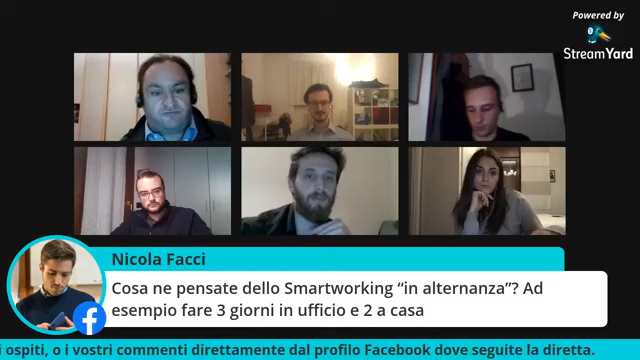 Powered by
StreamYard
Nicola Facci
Cosa ne pensate dello Smartworking “in alternanza”? Ad
esempio fare 3 giorni in ufficio e 2 a casa
i ospiti, o i vostri commenti direttamente dal profilo Facebook dove seguite la diretta.